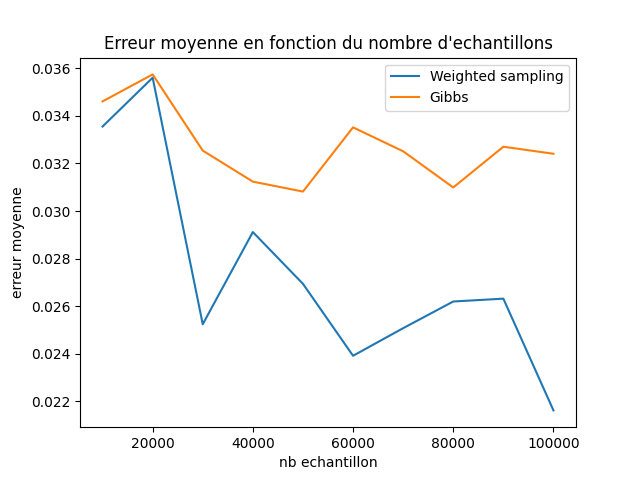 Erreur moyenne en fonction du nombre d'echantillons
Weighted sampling
Gibbs
erreur moyenne
0.036
0.034
0.032
0.030
0.028
0.026
0.024
0.022
20000 40000 60000 80000 100000
nb echantillon